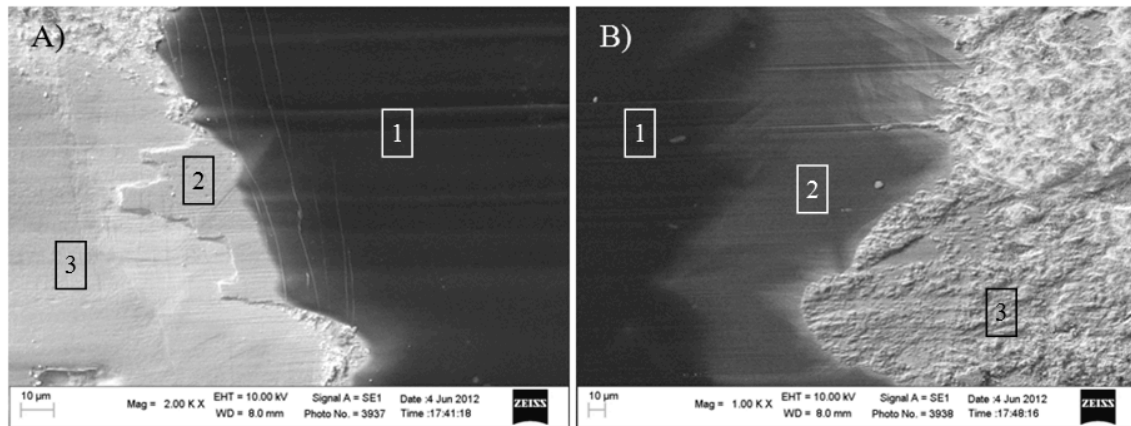 A)
1
2
3
10 µm
Mag = 2.00 K X
EHT = 10.00 kV
WD = 8.0 mm
Signal A = SE1
Photo No. = 3937
Date :4 Jun 2012
Time :17:41:18
ZEISS
B)
1
2
3
10 µm
Mag = 1.00 K X
EHT = 10.00 kV
WD = 8.0 mm
Signal A = SE1
Photo No. = 3938
Date :4 Jun 2012
Time :17:48:16
ZEISS